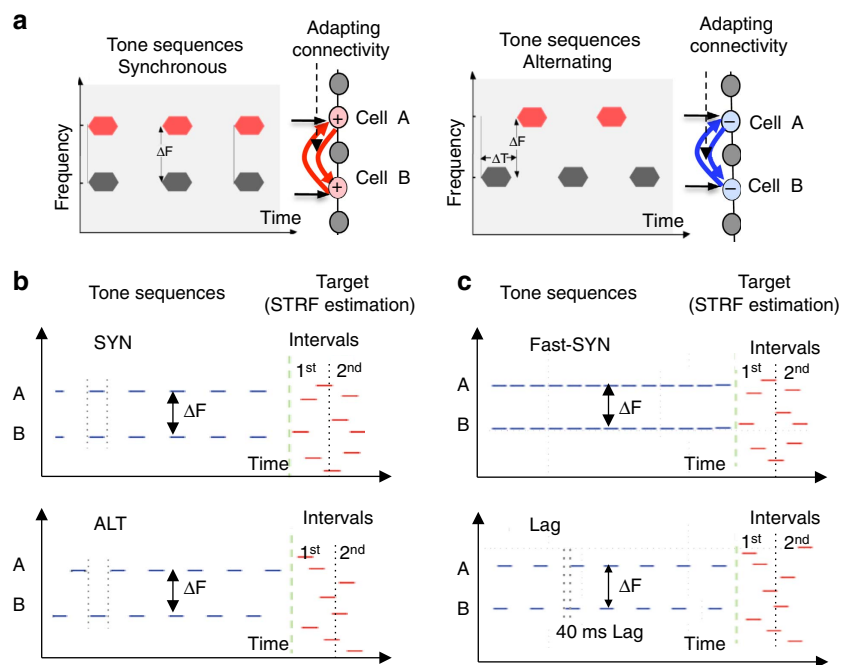 a
Tone sequences
Synchronous
Adapting
connectivity
Frequency
ΔF
Time
+
Cell A
Cell B
+
Tone sequences
Alternating
Adapting
connectivity
Frequency
ΔT
ΔF
Time
−
Cell A
Cell B
−
b
Tone sequences
Target
(STRF estimation)
SYN
Intervals
1st
2nd
A
ΔF
B
Time
ALT
Intervals
1st
2nd
A
ΔF
B
Time
c
Tone sequences
Target
(STRF estimation)
Fast-SYN
Intervals
1st
2nd
A
ΔF
B
Time
Lag
Intervals
1st
2nd
A
ΔF
B
40 ms Lag
Time